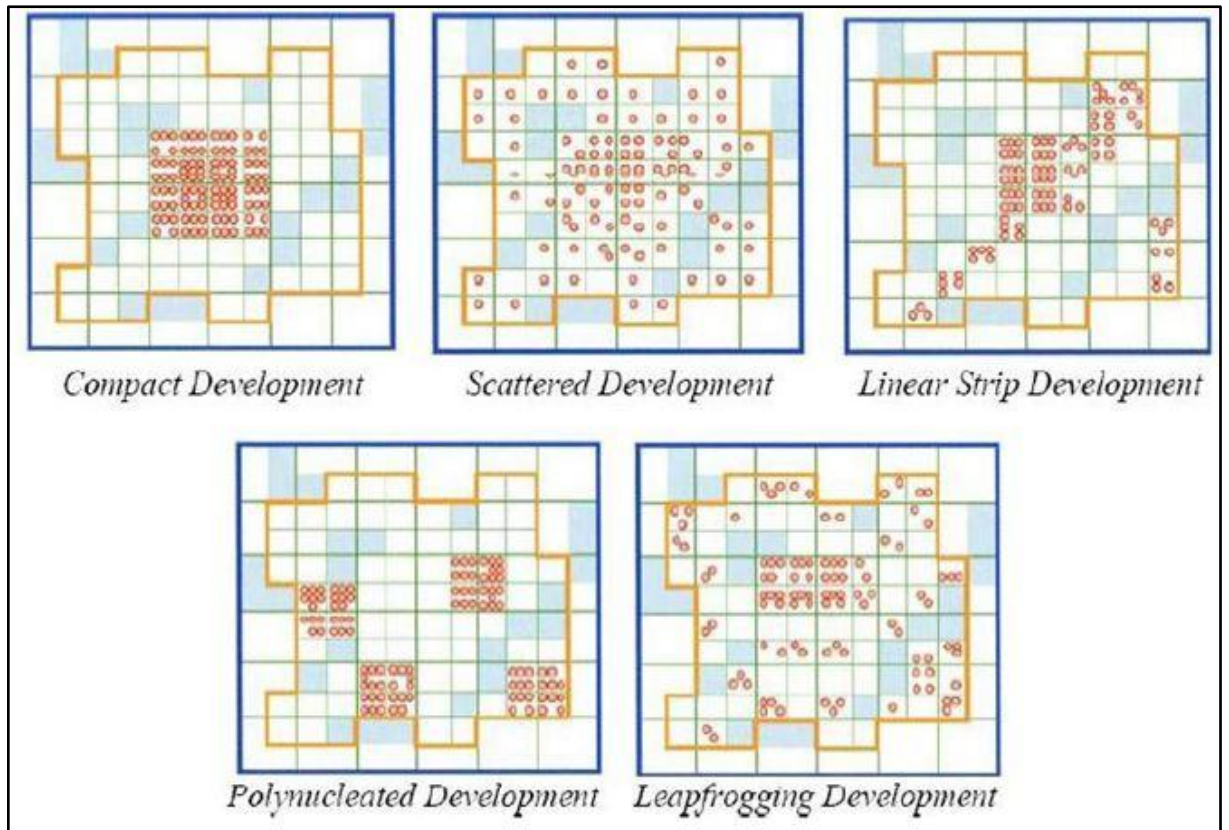 Compact Development
Scattered Development
Linear Strip Development
Polynucleated Development
Leapfrogging Development